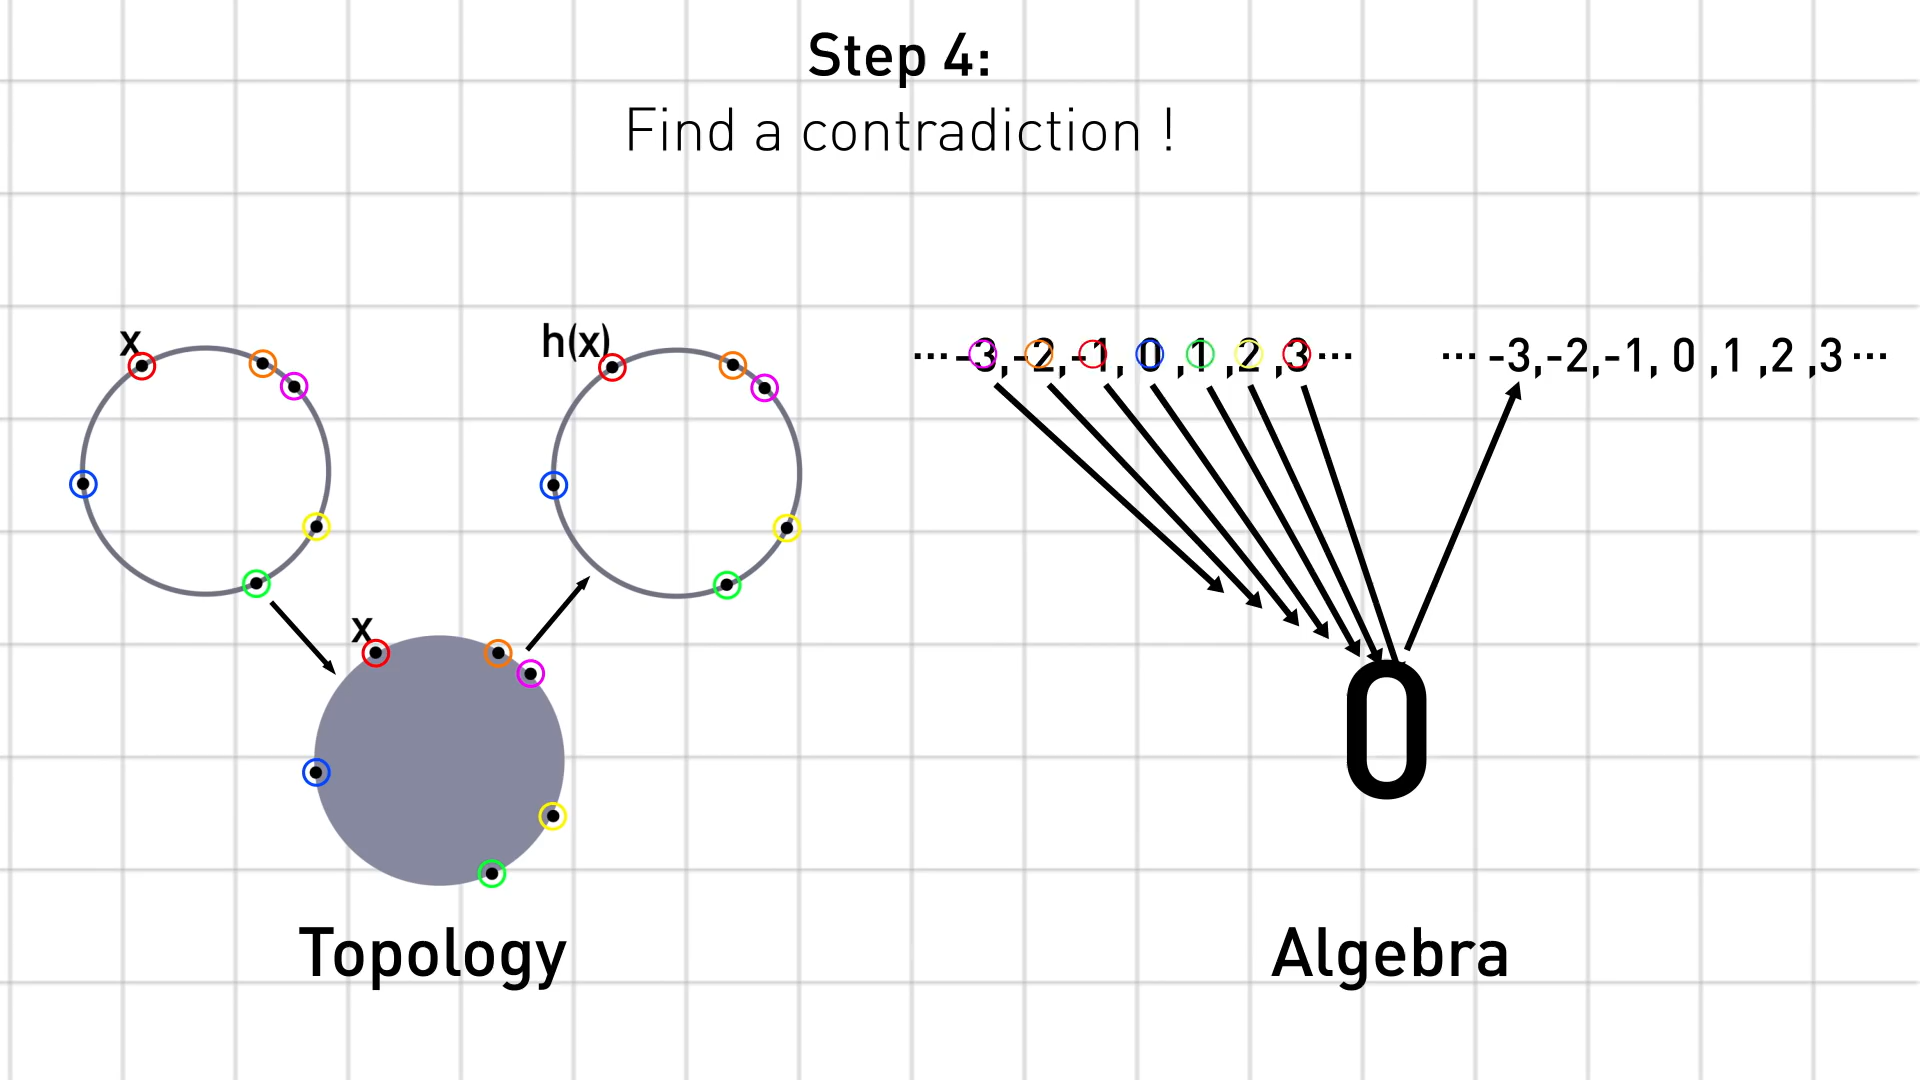 Step 4:
Find a contradiction !
x
h(x)
x
Topology
...-3,-2,-1, 0 ,1 ,2 ,3...
... -3,-2,-1, 0 ,1 ,2 ,3...
0
Algebra